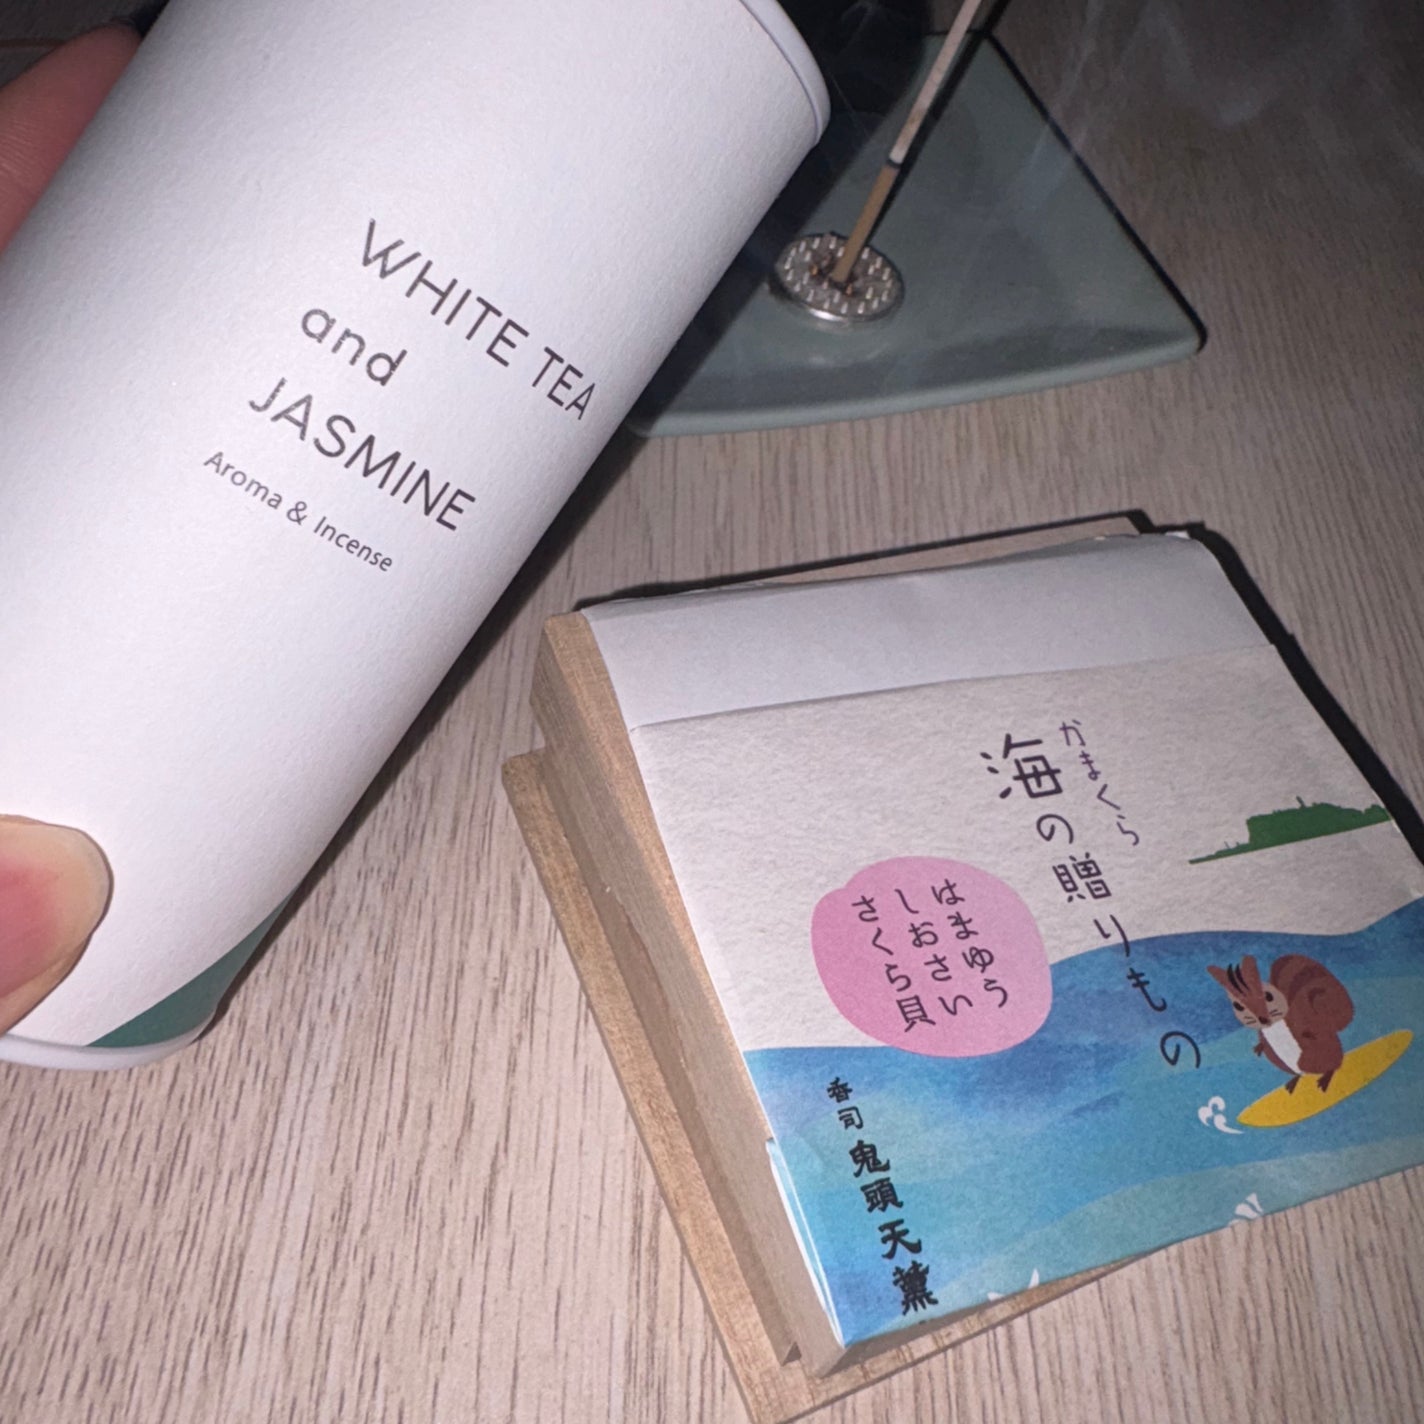 WHITE TEA
and
JASMINE
Aroma & Incense
かまくら
海の贈りもの
はまゆう
しおさい
さくら貝
香司 鬼頭天薫